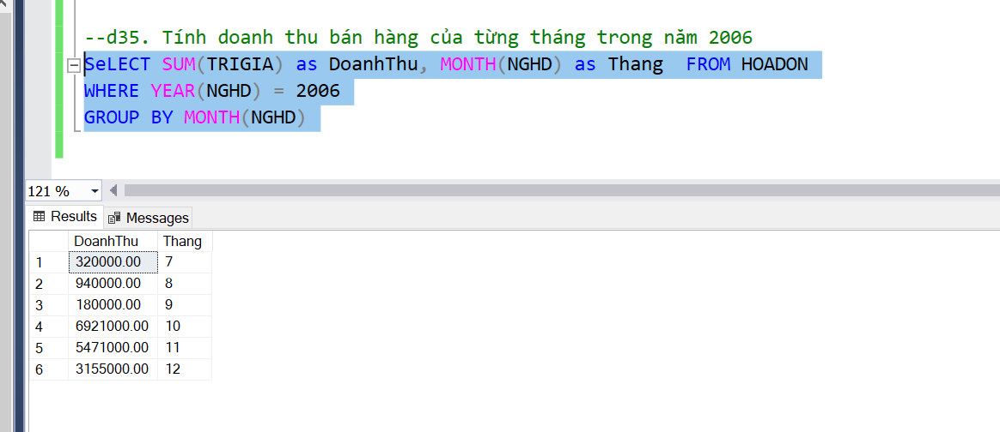 --d35. Tính doanh thu bán hàng của từng tháng trong năm 2006
SeLECT SUM(TRIGIA) as DoanhThu, MONTH(NGHD) as Thang  FROM HOADON
WHERE YEAR(NGHD) = 2006
GROUP BY MONTH(NGHD)
121 %
Results Messages
DoanhThu Thang
1 320000.00 7
2 940000.00 8
3 180000.00 9
4 6921000.00 10
5 5471000.00 11
6 3155000.00 12